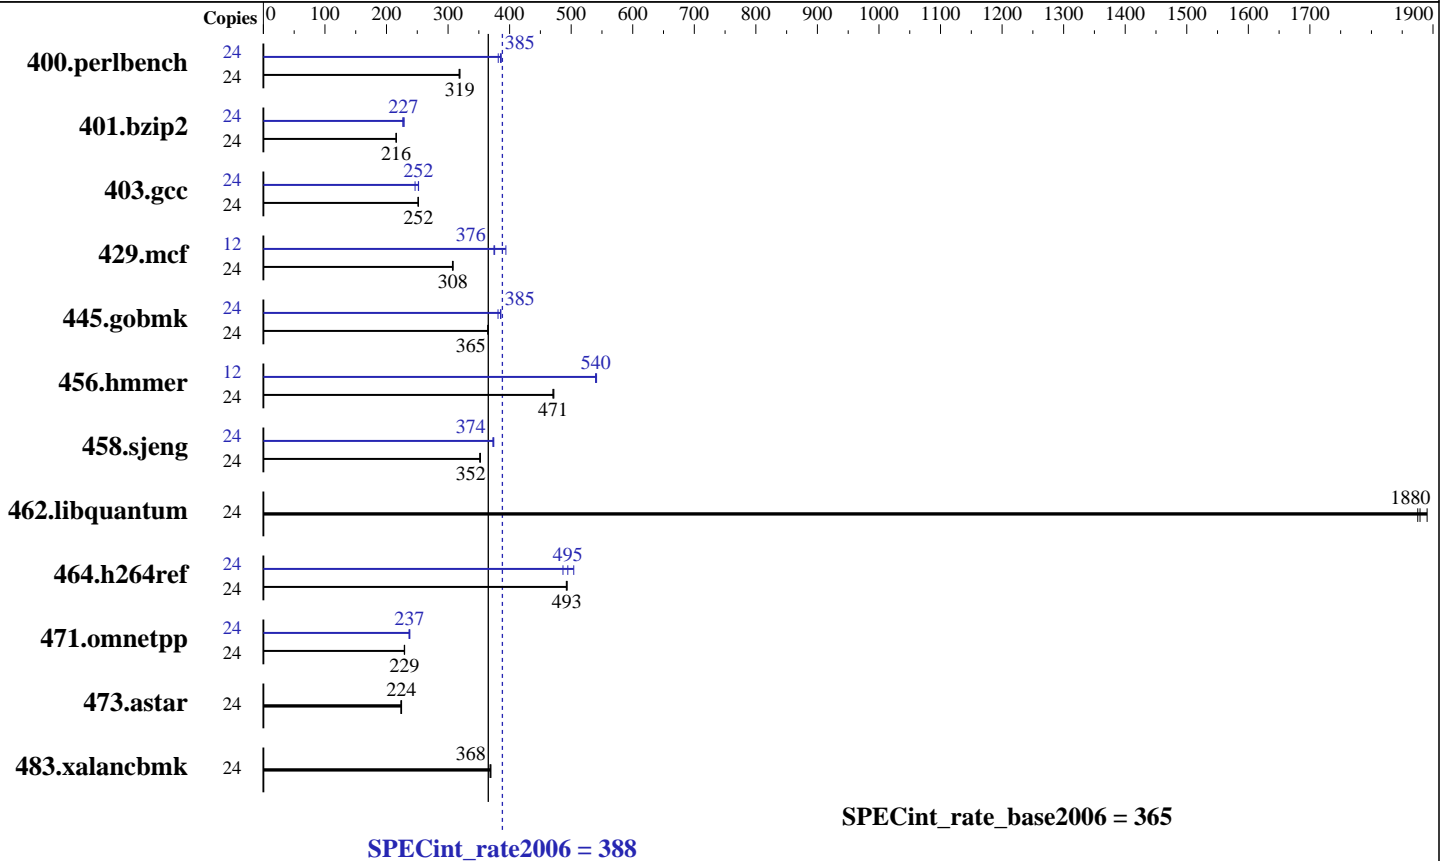 Copies 0 100 200 300 400 500 600 700 800 900 1000 1100 1200 1300 1400 1500 1600 1700 1900
400.perlbench 24 385
24 319
401.bzip2 24 227
24 216
403.gcc 24 252
24 252
429.mcf 12 376
24 308
445.gobmk 24 385
24 365
456.hmmer 12 540
24 471
458.sjeng 24 374
24 352
462.libquantum 24 1880
464.h264ref 24 495
24 493
471.omnetpp 24 237
24 229
473.astar 24 224
483.xalancbmk 24 368
SPECint_rate_base2006 = 365
SPECint_rate2006 = 388